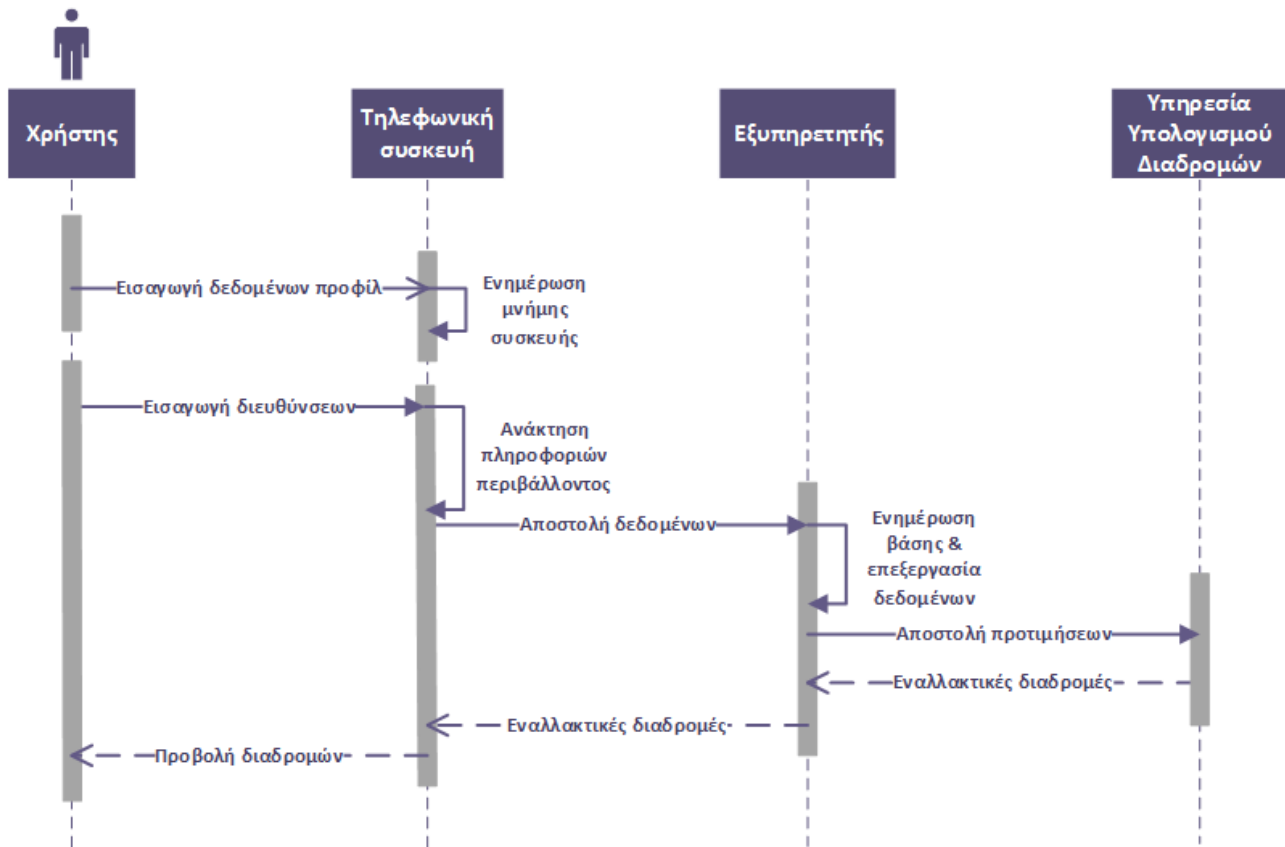 Χρήστης
Τηλεφωνική
συσκευή
Εξυπηρετητής
Υπηρεσία
Υπολογισμού
Διαδρομών
Εισαγωγή δεδομένων προφίλ
Ενημέρωση
μνήμης
συσκευής
Εισαγωγή διευθύνσεων
Ανάκτηση
πληροφοριών
περιβάλλοντος
Αποστολή δεδομένων
Ενημέρωση
βάσης &
επεξεργασία
δεδομένων
Αποστολή προτιμήσεων
Εναλλακτικές διαδρομές
Εναλλακτικές διαδρομές
Προβολή διαδρομών